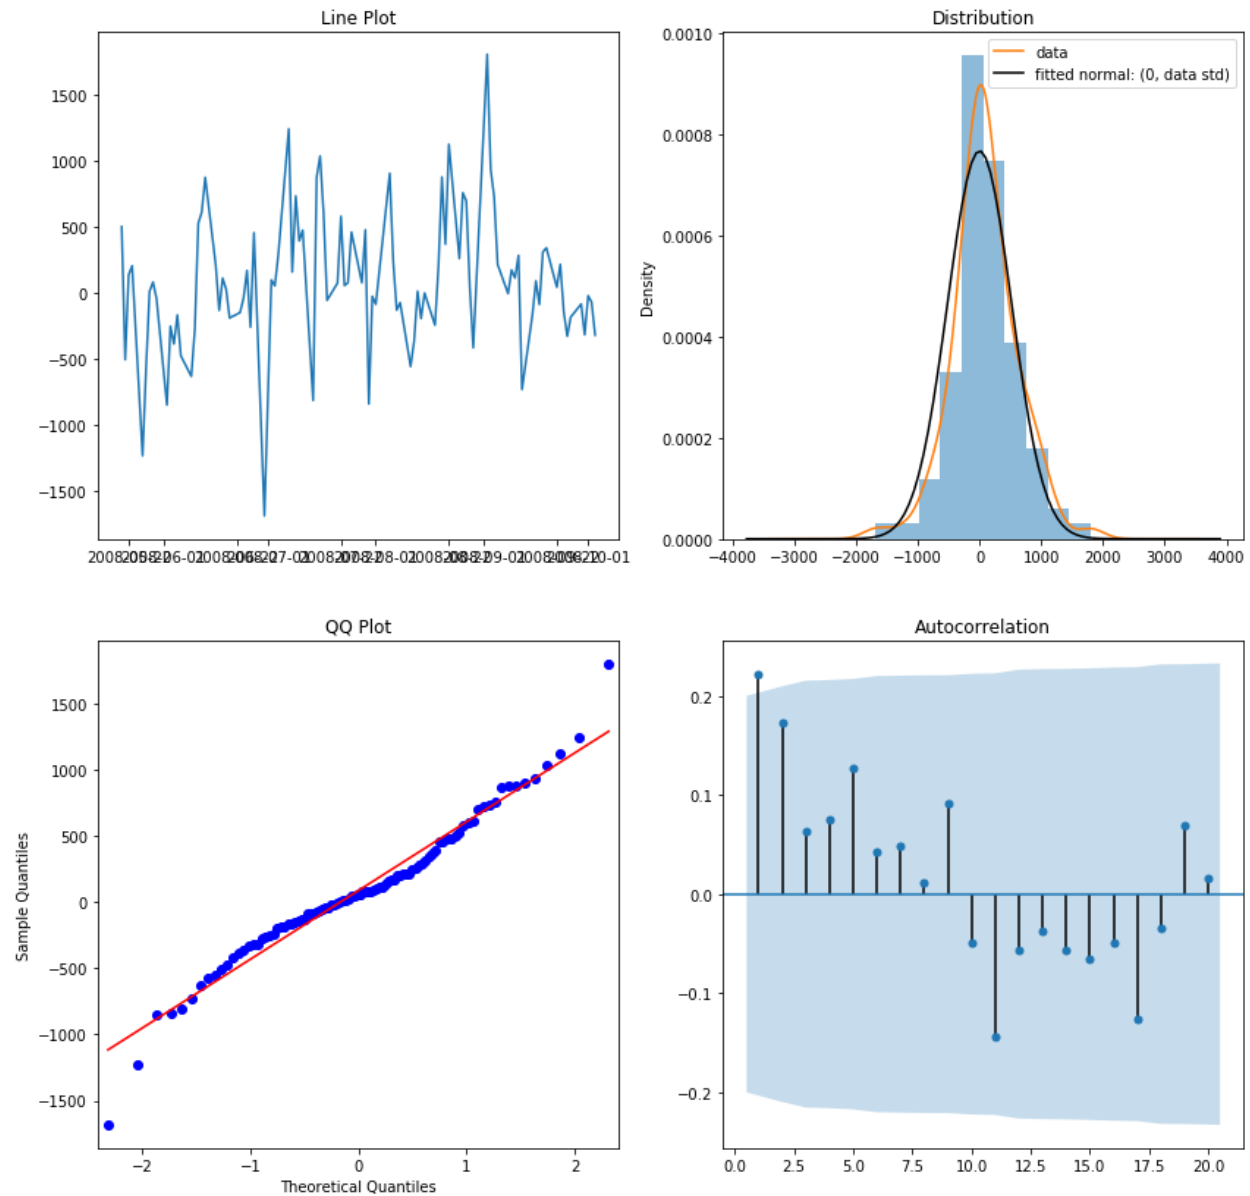 Line Plot
1500
1000
500
0
−500
−1000
−1500
Distribution
data
fitted normal: (0, data std)
Density
0.0010
0.0008
0.0006
0.0004
0.0002
0.0000
−4000 −3000 −2000 −1000 0 1000 2000 3000 4000
QQ Plot
Sample Quantiles
1500
1000
500
0
−500
−1000
−1500
−2 −1 0 1 2
Theoretical Quantiles
Autocorrelation
0.2
0.1
0.0
−0.1
−0.2
0.0 2.5 5.0 7.5 10.0 12.5 15.0 17.5 20.0